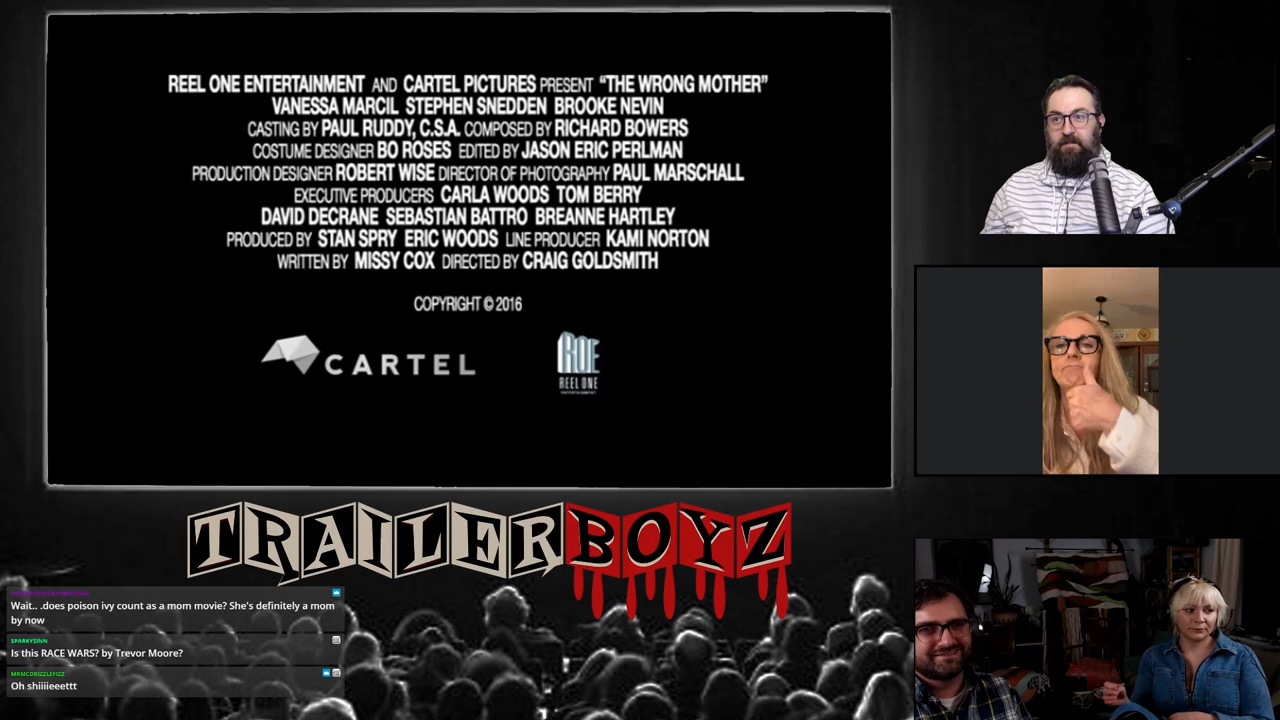 REEL ONE ENTERTAINMENT AND CARTEL PICTURES PRESENT “THE WRONG MOTHER”
VANESSA MARCIL STEPHEN SNEDDEN BROOKE NEVIN
CASTING BY PAUL RUDDY, C.S.A. COMPOSED BY RICHARD BOWERS
COSTUME DESIGNER BO ROSES EDITED BY JASON ERIC PERLMAN
PRODUCTION DESIGNER ROBERT WISE DIRECTOR OF PHOTOGRAPHY PAUL MARSCHALL
EXECUTIVE PRODUCERS CARLA WOODS TOM BERRY
DAVID DECRANE SEBASTIAN BATTRO BREANNE HARTLEY
PRODUCED BY STAN SPRY ERIC WOODS LINE PRODUCER KAMI NORTON
WRITTEN BY MISSY COX DIRECTED BY CRAIG GOLDSMITH
COPYRIGHT © 2016
CARTEL
ROE
REEL ONE
TRAILERBOYZ
Wait.. .does poison ivy count as a mom movie? She's definitely a mom
by now
SPARKYSINN
Is this RACE WARS? by Trevor Moore?
MRMCDRIZZLEFIZZ
Oh shiiiieeettt